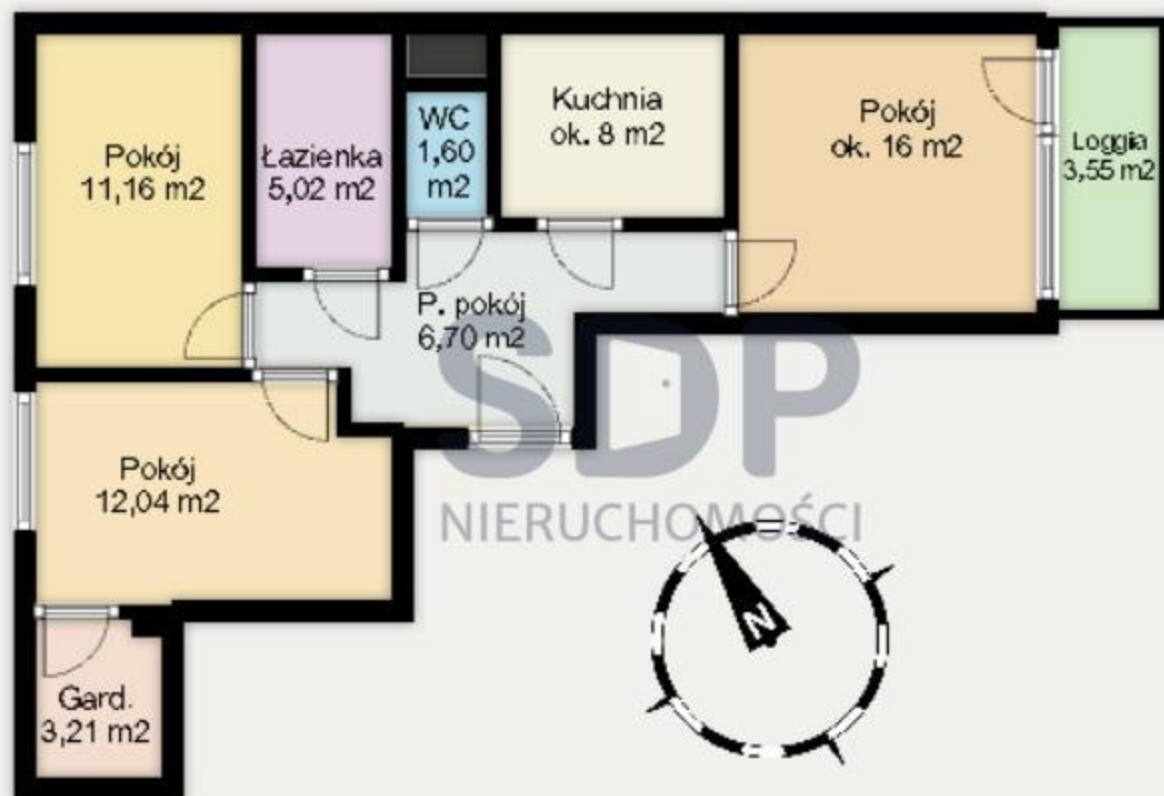 Pokój
11,16 m2
Łazienka
5,02 m2
WC
1,60
m2
Kuchnia
ok. 8 m2
Pokój
ok. 16 m2
Loggia
3,55 m2
P. pokój
6,70 m2
Pokój
12,04 m2
Gard.
3,21 m2
SDP
NIERUCHOMOŚCI
N